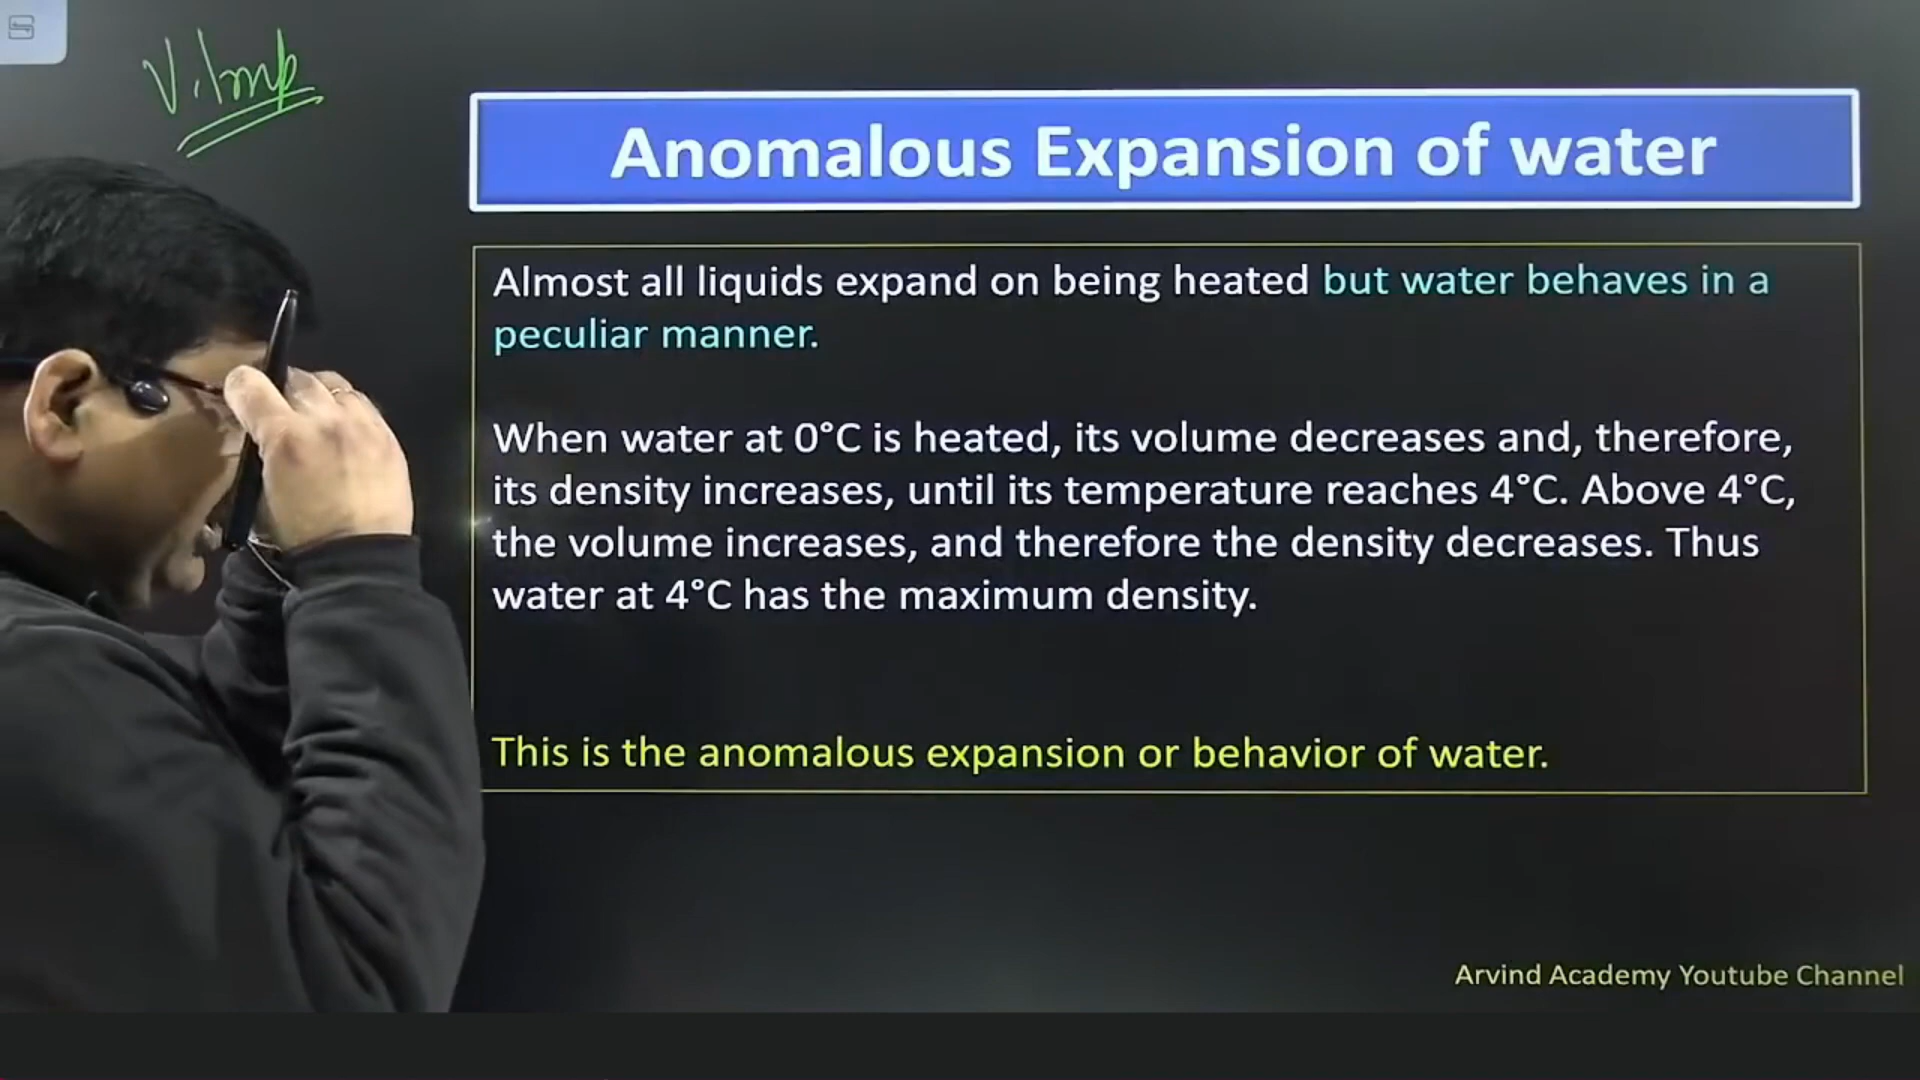 V. Imp
Anomalous Expansion of water
Almost all liquids expand on being heated but water behaves in a
peculiar manner.
When water at 0°C is heated, its volume decreases and, therefore,
its density increases, until its temperature reaches 4°C. Above 4°C,
the volume increases, and therefore the density decreases. Thus
water at 4°C has the maximum density.
This is the anomalous expansion or behavior of water.
Arvind Academy Youtube Channel